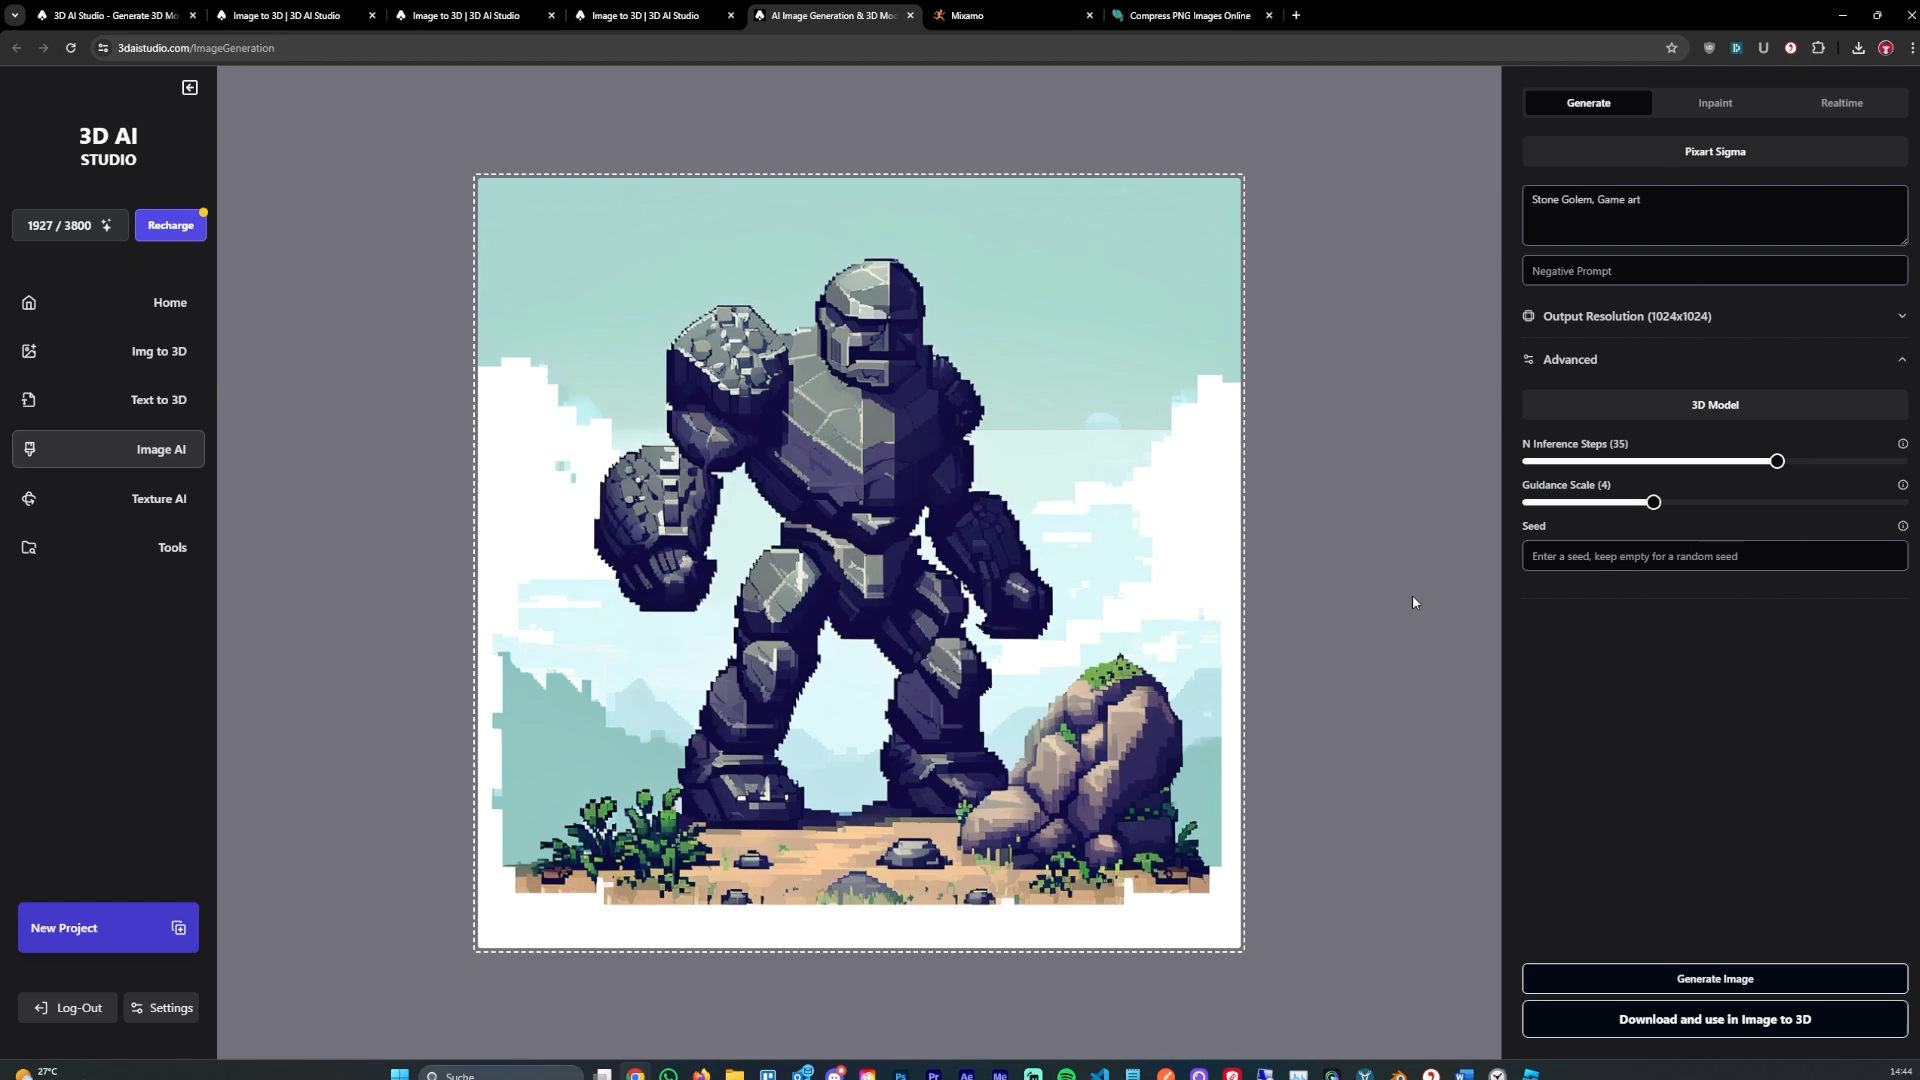 3D AI Studio - Generate 3D Mo
Image to 3D | 3D AI Studio
Image to 3D | 3D AI Studio
Image to 3D | 3D AI Studio
AI Image Generation & 3D Mod
Mixamo
Compress PNG Images Online
3daistudio.com/ImageGeneration
3D AI
STUDIO
1927 / 3800
Recharge
Home
Img to 3D
Text to 3D
Image AI
Texture AI
Tools
New Project
Log-Out
Settings
Generate
Inpaint
Realtime
Pixart Sigma
Stone Golem, Game art
Negative Prompt
Output Resolution (1024x1024)
Advanced
3D Model
N Inference Steps (35)
Guidance Scale (4)
Seed
Enter a seed, keep empty for a random seed
Generate Image
Download and use in Image to 3D
27°C
Suche
14:44